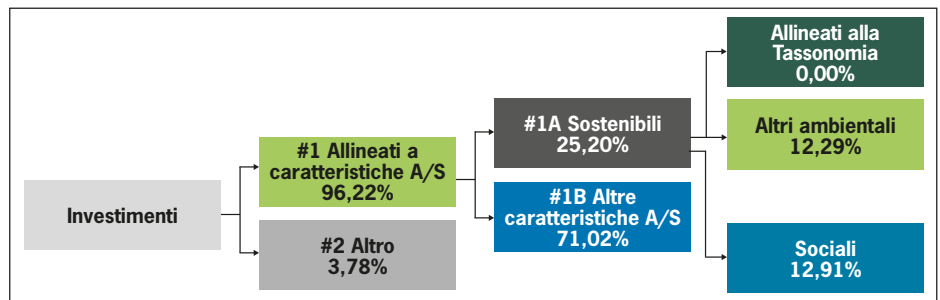 Investimenti
#1 Allineati a
caratteristiche A/S
96,22%
#2 Altro
3,78%
#1A Sostenibili
25,20%
#1B Altre
caratteristiche A/S
71,02%
Allineati alla
Tassonomia
0,00%
Altri ambientali
12,29%
Sociali
12,91%